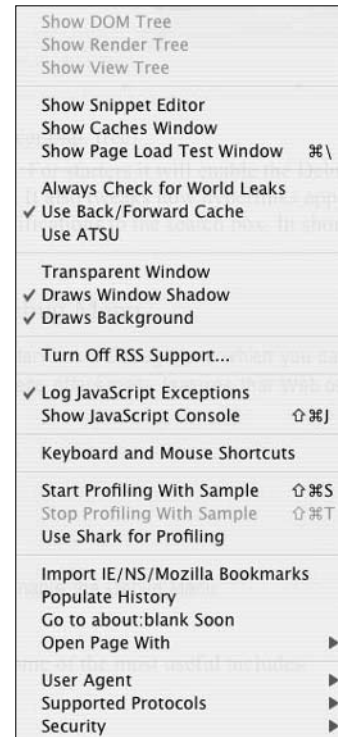 Show DOM Tree
Show Render Tree
Show View Tree
Show Snippet Editor
Show Caches Window
Show Page Load Test Window ⌘\
Always Check for World Leaks
✓ Use Back/Forward Cache
Use ATSU
Transparent Window
✓ Draws Window Shadow
✓ Draws Background
Turn Off RSS Support...
✓ Log JavaScript Exceptions
Show JavaScript Console ⇧⌘J
Keyboard and Mouse Shortcuts
Start Profiling With Sample ⇧⌘S
Stop Profiling With Sample ⇧⌘T
Use Shark for Profiling
Import IE/NS/Mozilla Bookmarks
Populate History
Go to about:blank Soon
Open Page With ▶
User Agent ▶
Supported Protocols ▶
Security ▶